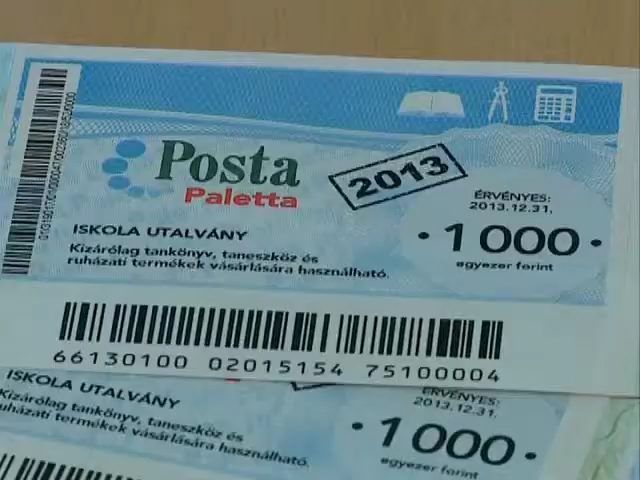 Posta
Paletta
2013
ÉRVÉNYES:
2013.12.31.
ISKOLA UTALVÁNY
Kizárólag tankönyv, taneszköz és
ruházati termékek vásárlására használható.
• 1 000 •
egyezer forint
66130100 02015154 75100004
ISKOLA UTALVÁNY
Kizárólag tankönyv, taneszköz és
ruházati termékek vásárlására használható.
ÉRVÉNYES:
2013.12.31.
• 1 000 •
egyezer forint